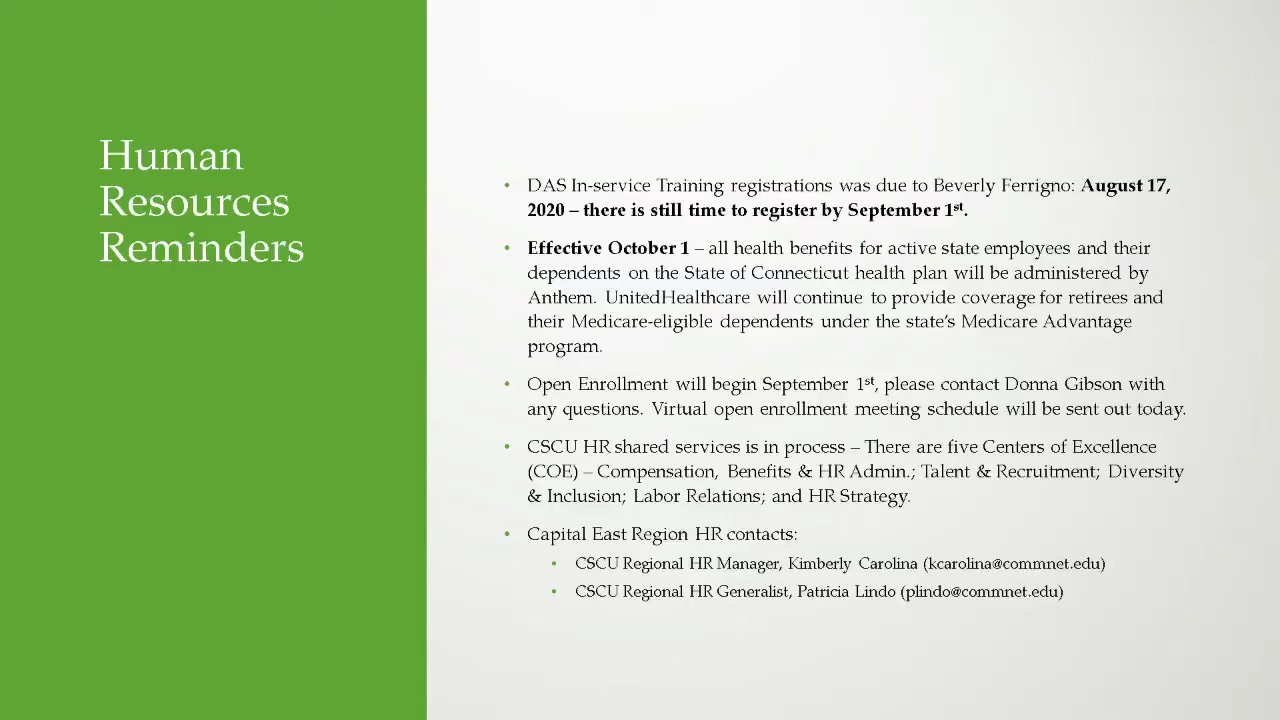 Human
Resources
Reminders
• DAS In-service Training registrations was due to Beverly Ferrigno: August 17,
2020 – there is still time to register by September 1st.
• Effective October 1 – all health benefits for active state employees and their
dependents on the State of Connecticut health plan will be administered by
Anthem. UnitedHealthcare will continue to provide coverage for retirees and
their Medicare-eligible dependents under the state's Medicare Advantage
program.
• Open Enrollment will begin September 1st, please contact Donna Gibson with
any questions. Virtual open enrollment meeting schedule will be sent out today.
• CSCU HR shared services is in process – There are five Centers of Excellence
(COE) – Compensation, Benefits & HR Admin.; Talent & Recruitment; Diversity
& Inclusion; Labor Relations; and HR Strategy.
• Capital East Region HR contacts:
• CSCU Regional HR Manager, Kimberly Carolina (kcarolina@commnet.edu)
• CSCU Regional HR Generalist, Patricia Lindo (plindo@commnet.edu)